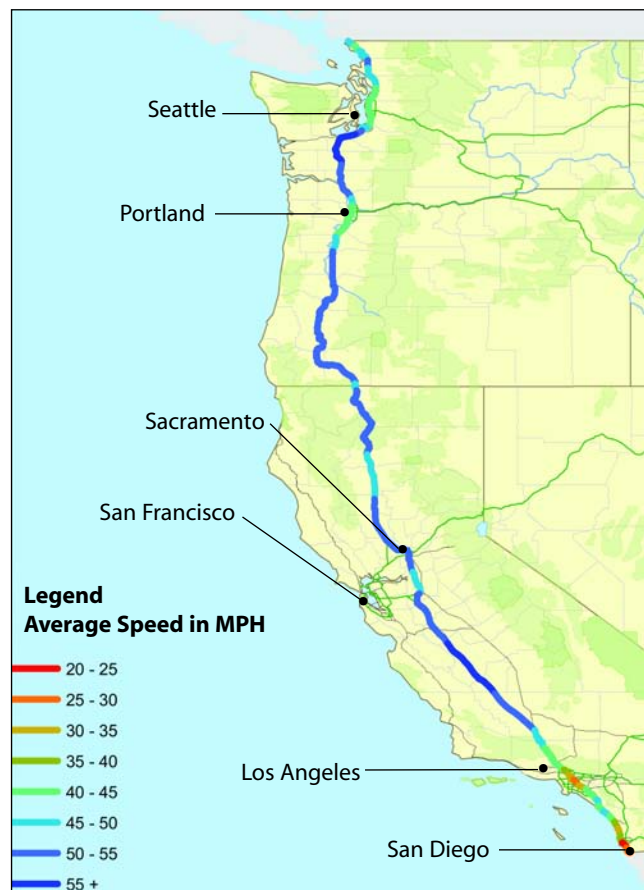 Seattle
Portland
Sacramento
San Francisco
Legend
Average Speed in MPH
20 - 25
25 - 30
30 - 35
35 - 40
40 - 45
45 - 50
50 - 55
55 +
Los Angeles
San Diego